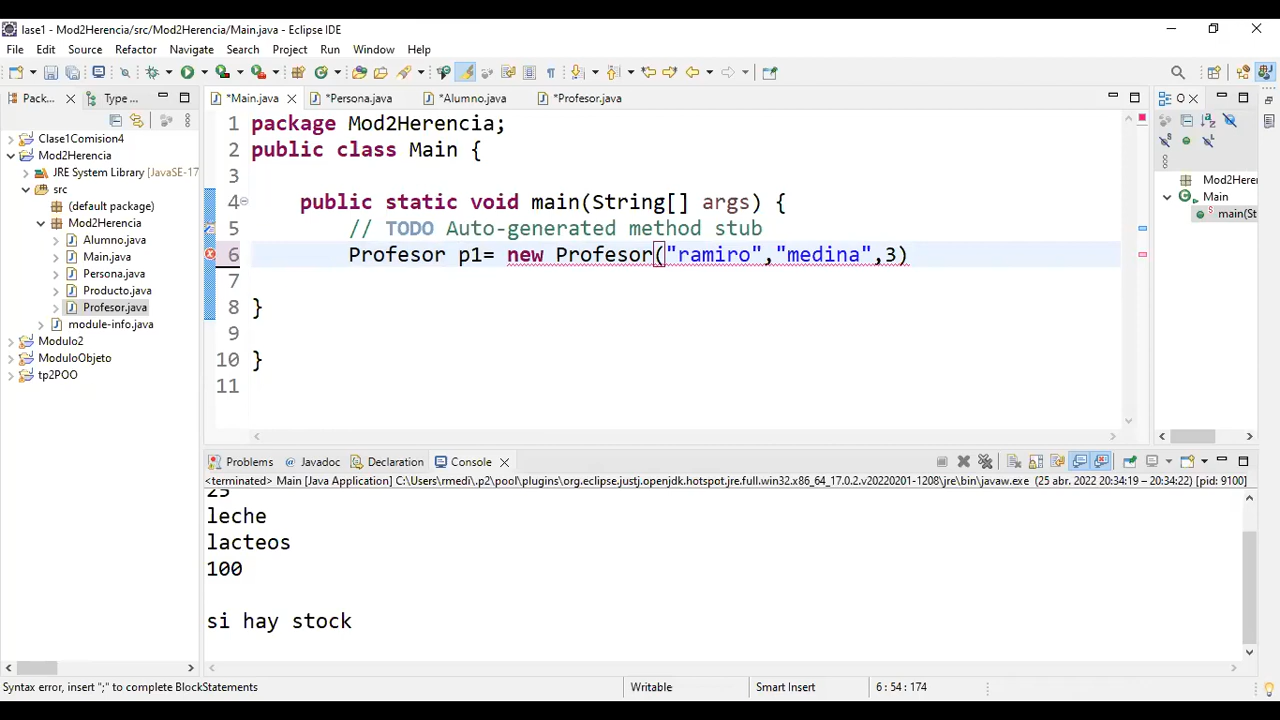 lase1 - Mod2Herencia/src/Mod2Herencia/Main.java - Eclipse IDE
File Edit Source Refactor Navigate Search Project Run Window Help
Pack... Type ...
*Main.java *Persona.java *Alumno.java *Profesor.java
O
Clase1Comision4
Mod2Herencia
JRE System Library [JavaSE-17
src
(default package)
Mod2Herencia
Alumno.java
Main.java
Persona.java
Producto.java
Profesor.java
module-info.java
Modulo2
ModuloObjeto
tp2POO
1 package Mod2Herencia;
2 public class Main {
3
4 public static void main(String[] args) {
5 // TODO Auto-generated method stub
6 Profesor p1= new Profesor("ramiro","medina",3)
7
8 }
9
10 }
11
Mod2Herer
Main
main(St
Problems Javadoc Declaration Console
<terminated> Main [Java Application] C:\Users\rmedi\.p2\pool\plugins\org.eclipse.justj.openjdk.hotspot.jre.full.win32.x86_64_17.0.2.v20220201-1208\jre\bin\javaw.exe (25 abr. 2022 20:34:19 – 20:34:22) [pid: 9100]
25
leche
lacteos
100
si hay stock
Syntax error, insert ";" to complete BlockStatements
Writable
Smart Insert
6 : 54 : 174